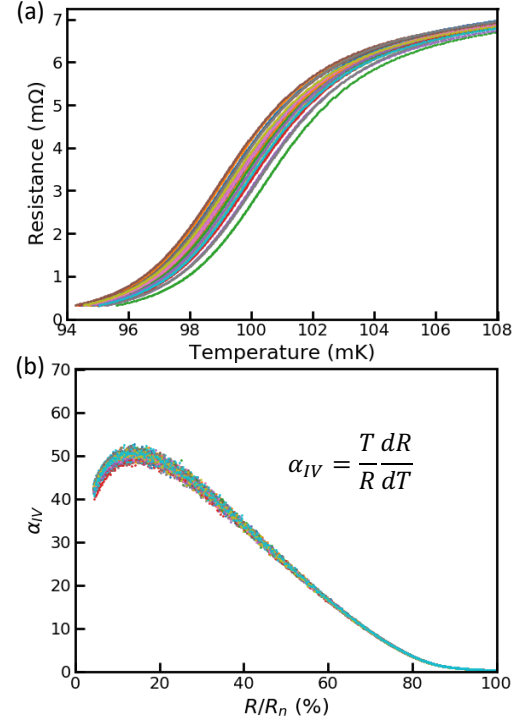 (a)
7
6
5
4
3
2
1
0
Resistance (mΩ)
94 96 98 100 102 104 106 108
Temperature (mK)
(b)
70
60
50
40
30
20
10
0
α_IV
α_IV = T/R dR/dT
0 20 40 60 80 100
R/R_n (%)